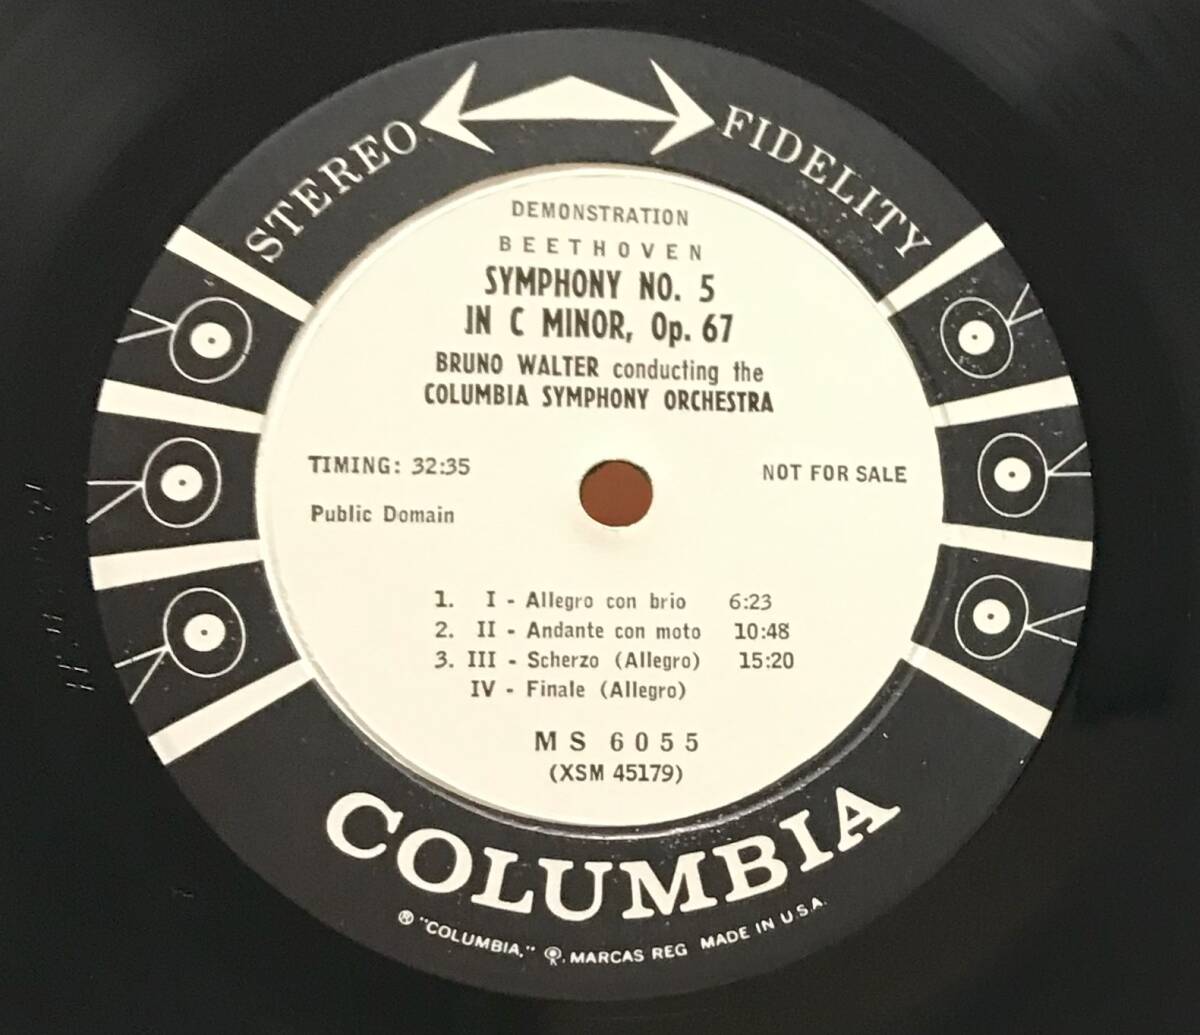 STEREO FIDELITY
DEMONSTRATION
BEETHOVEN
SYMPHONY NO. 5
IN C MINOR, Op. 67
BRUNO WALTER conducting the
COLUMBIA SYMPHONY ORCHESTRA
TIMING: 32:35 NOT FOR SALE
Public Domain
1. I - Allegro con brio 6:23
2. II - Andante con moto 10:48
3. III - Scherzo (Allegro) 15:20
IV - Finale (Allegro)
MS 6055
(XSM 45179)
COLUMBIA
® "COLUMBIA," MARCAS REG MADE IN U.S.A.